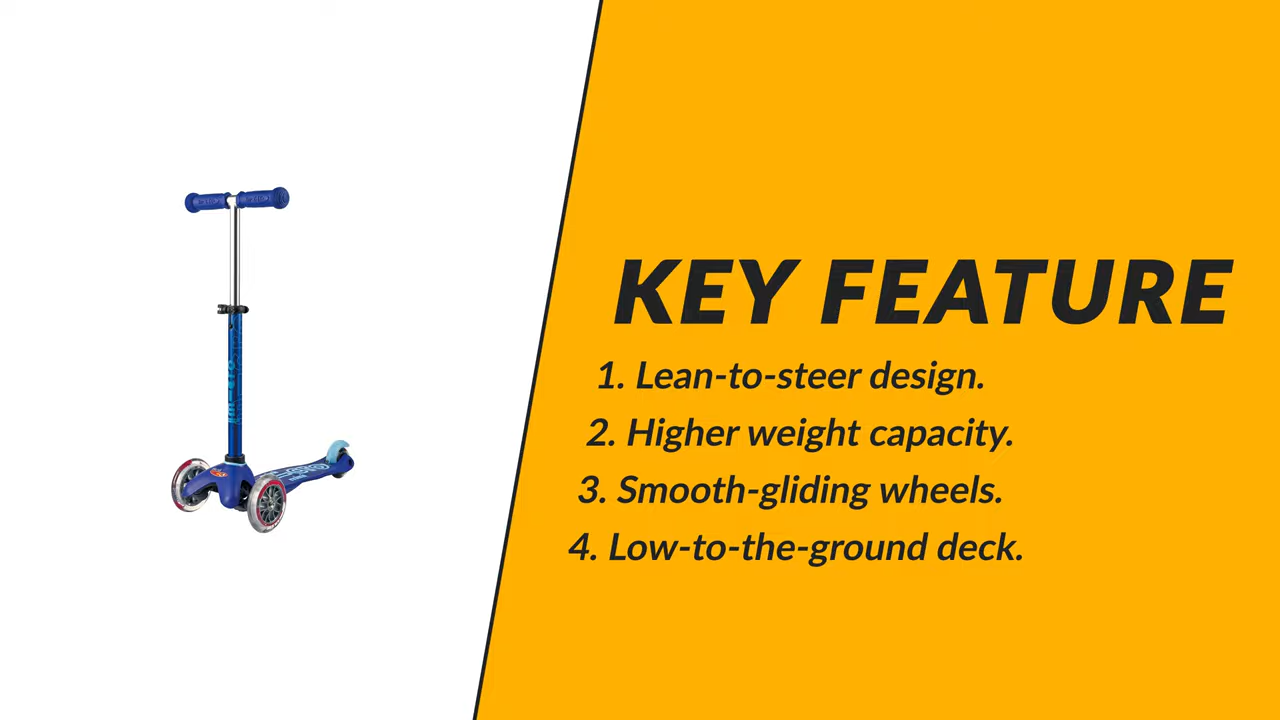 KEY FEATURE
1. Lean-to-steer design.
2. Higher weight capacity.
3. Smooth-gliding wheels.
4. Low-to-the-ground deck.